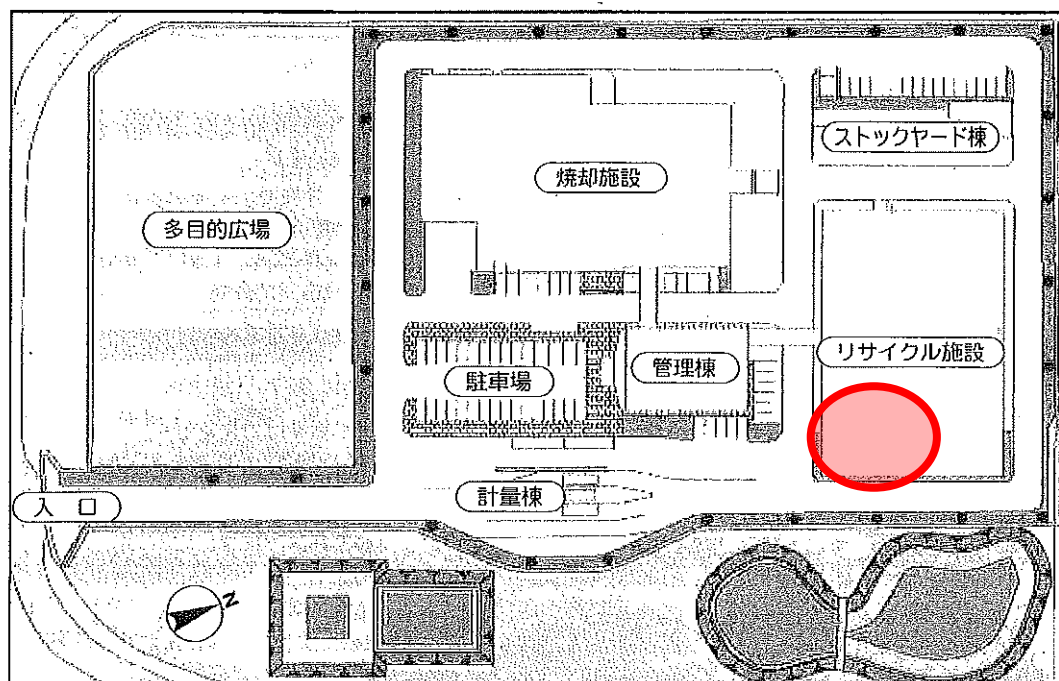 ストックヤード棟
焼却施設
多目的広場
リサイクル施設
管理棟
駐車場
計量棟
入口
N